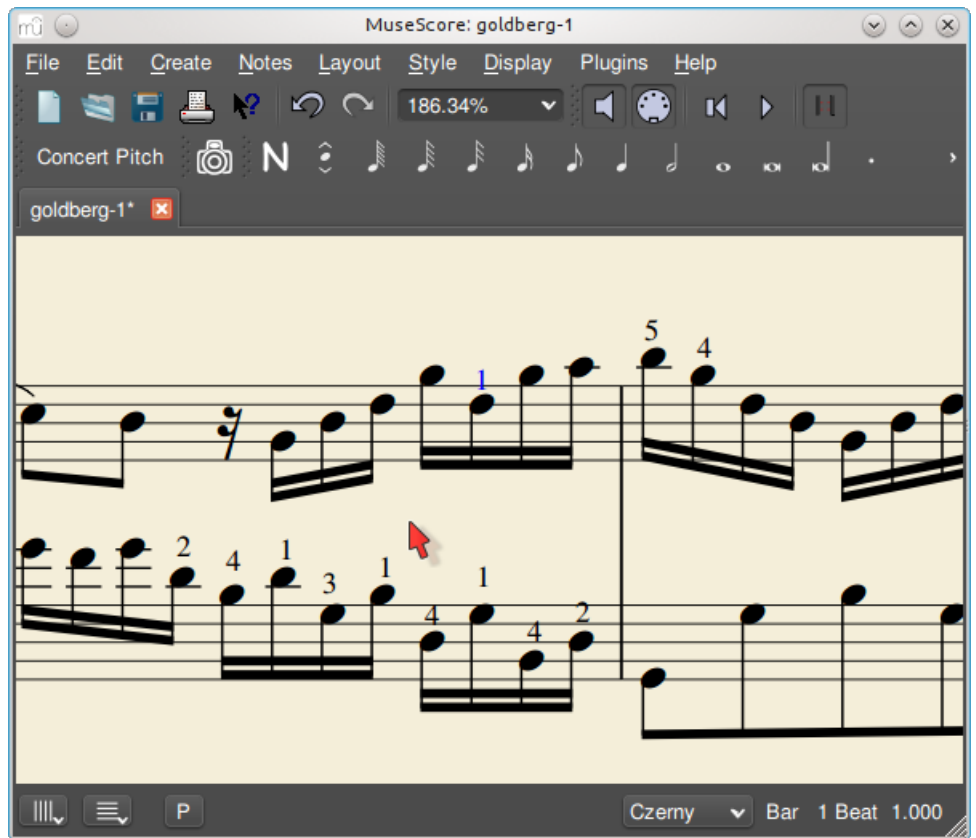 mû MuseScore: goldberg-1
File Edit Create Notes Layout Style Display Plugins Help
186.34%
Concert Pitch N
goldberg-1*
5 4
1
2 4 1 3 1 4 1 4 2
P Czerny Bar 1 Beat 1.000